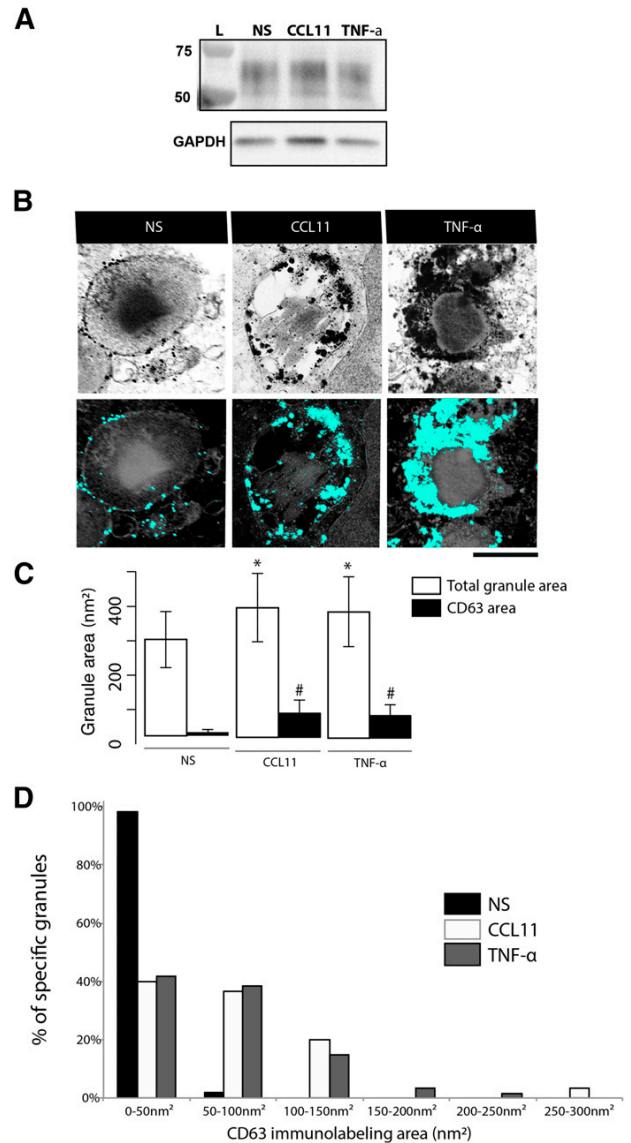 A
L NS CCL11 TNF-a
75
50
GAPDH
B
NS CCL11 TNF-α
C
* *
Total granule area
CD63 area
Granule area (nm²)
400
200
0
# #
NS CCL11 TNF-α
D
% of specific granules
100%
80%
60%
40%
20%
0%
NS
CCL11
TNF-α
0-50nm² 50-100nm² 100-150nm² 150-200nm² 200-250nm² 250-300nm²
CD63 immunolabeling area (nm²)